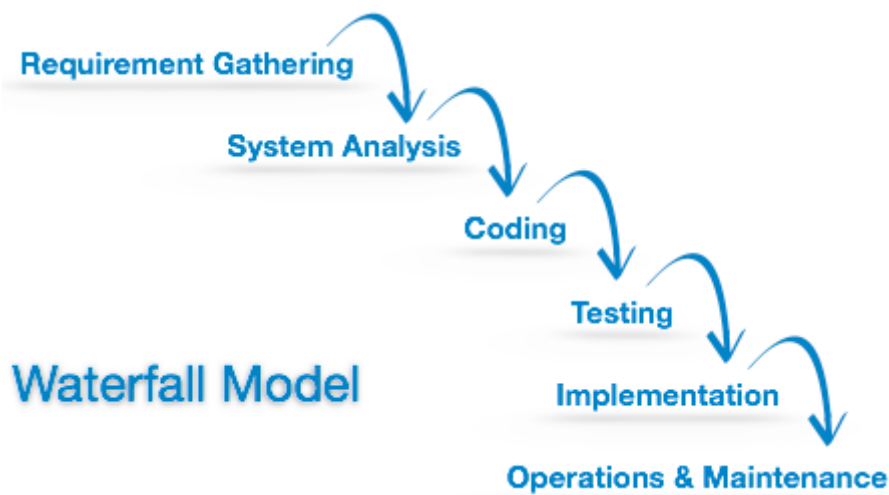 Requirement Gathering
System Analysis
Coding
Testing
Waterfall Model
Implementation
Operations & Maintenance